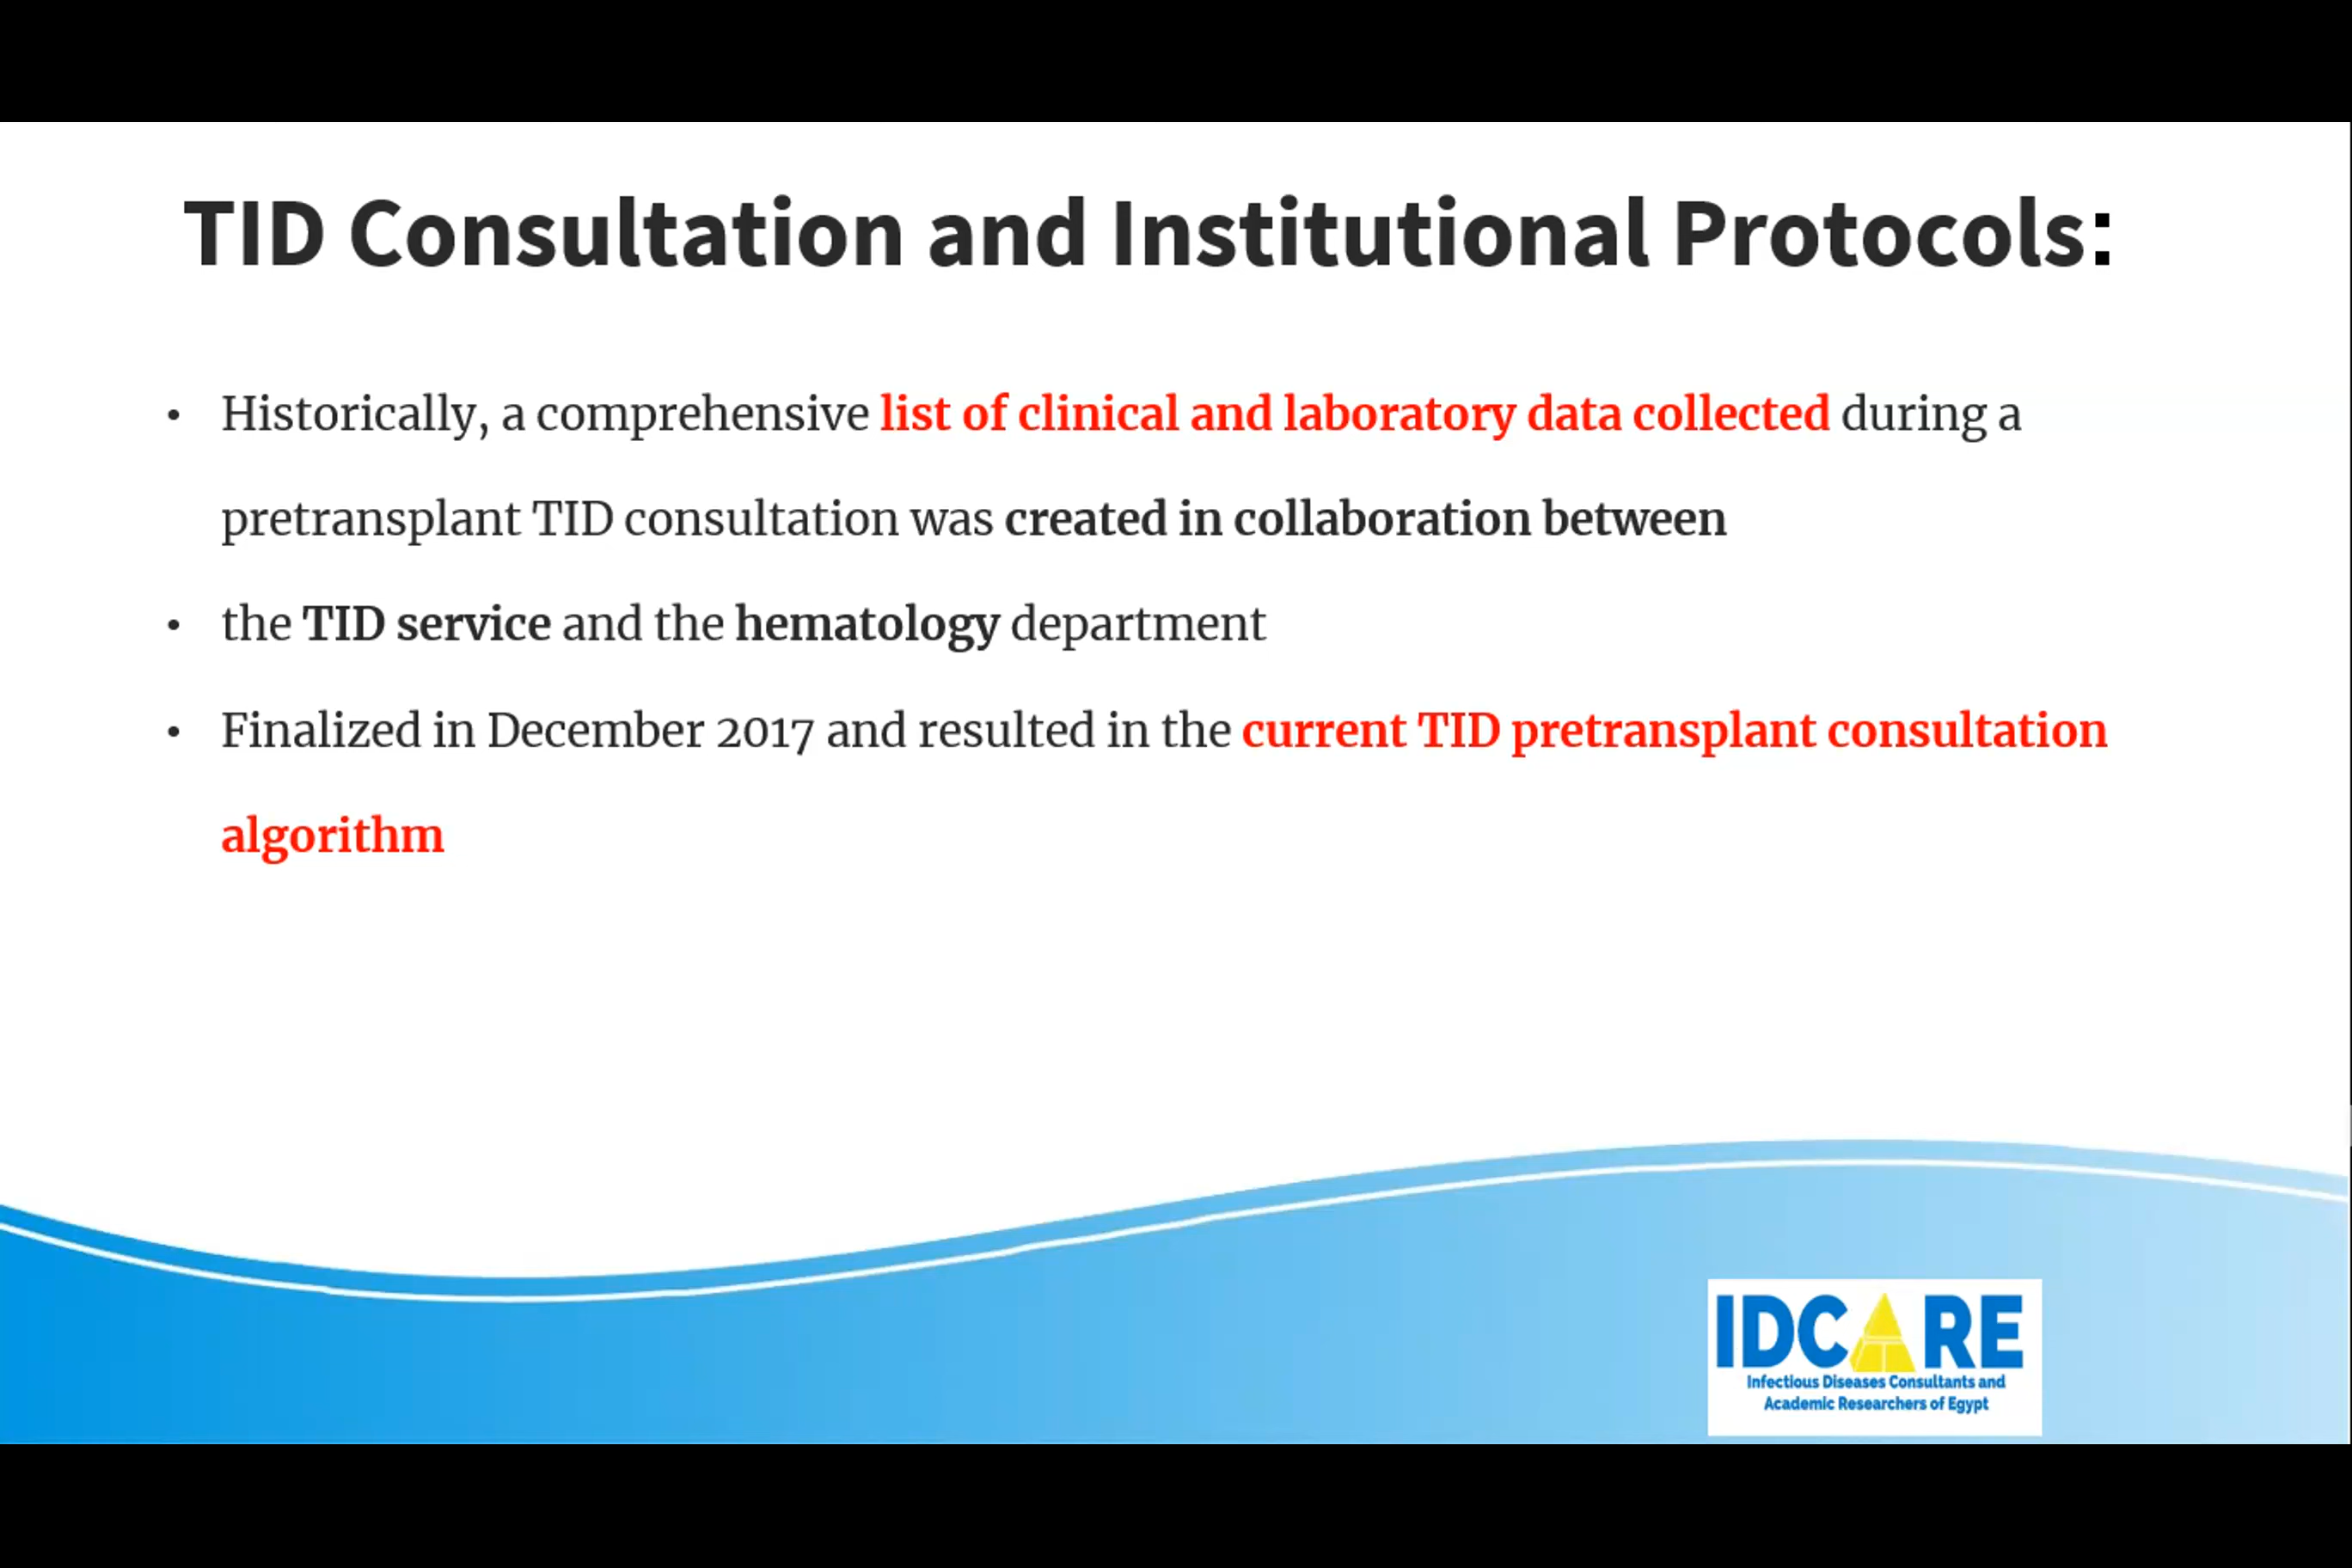 TID Consultation and Institutional Protocols:
• Historically, a comprehensive list of clinical and laboratory data collected during a
pretransplant TID consultation was created in collaboration between
• the TID service and the hematology department
• Finalized in December 2017 and resulted in the current TID pretransplant consultation
algorithm
IDCARE
Infectious Diseases Consultants and
Academic Researchers of Egypt